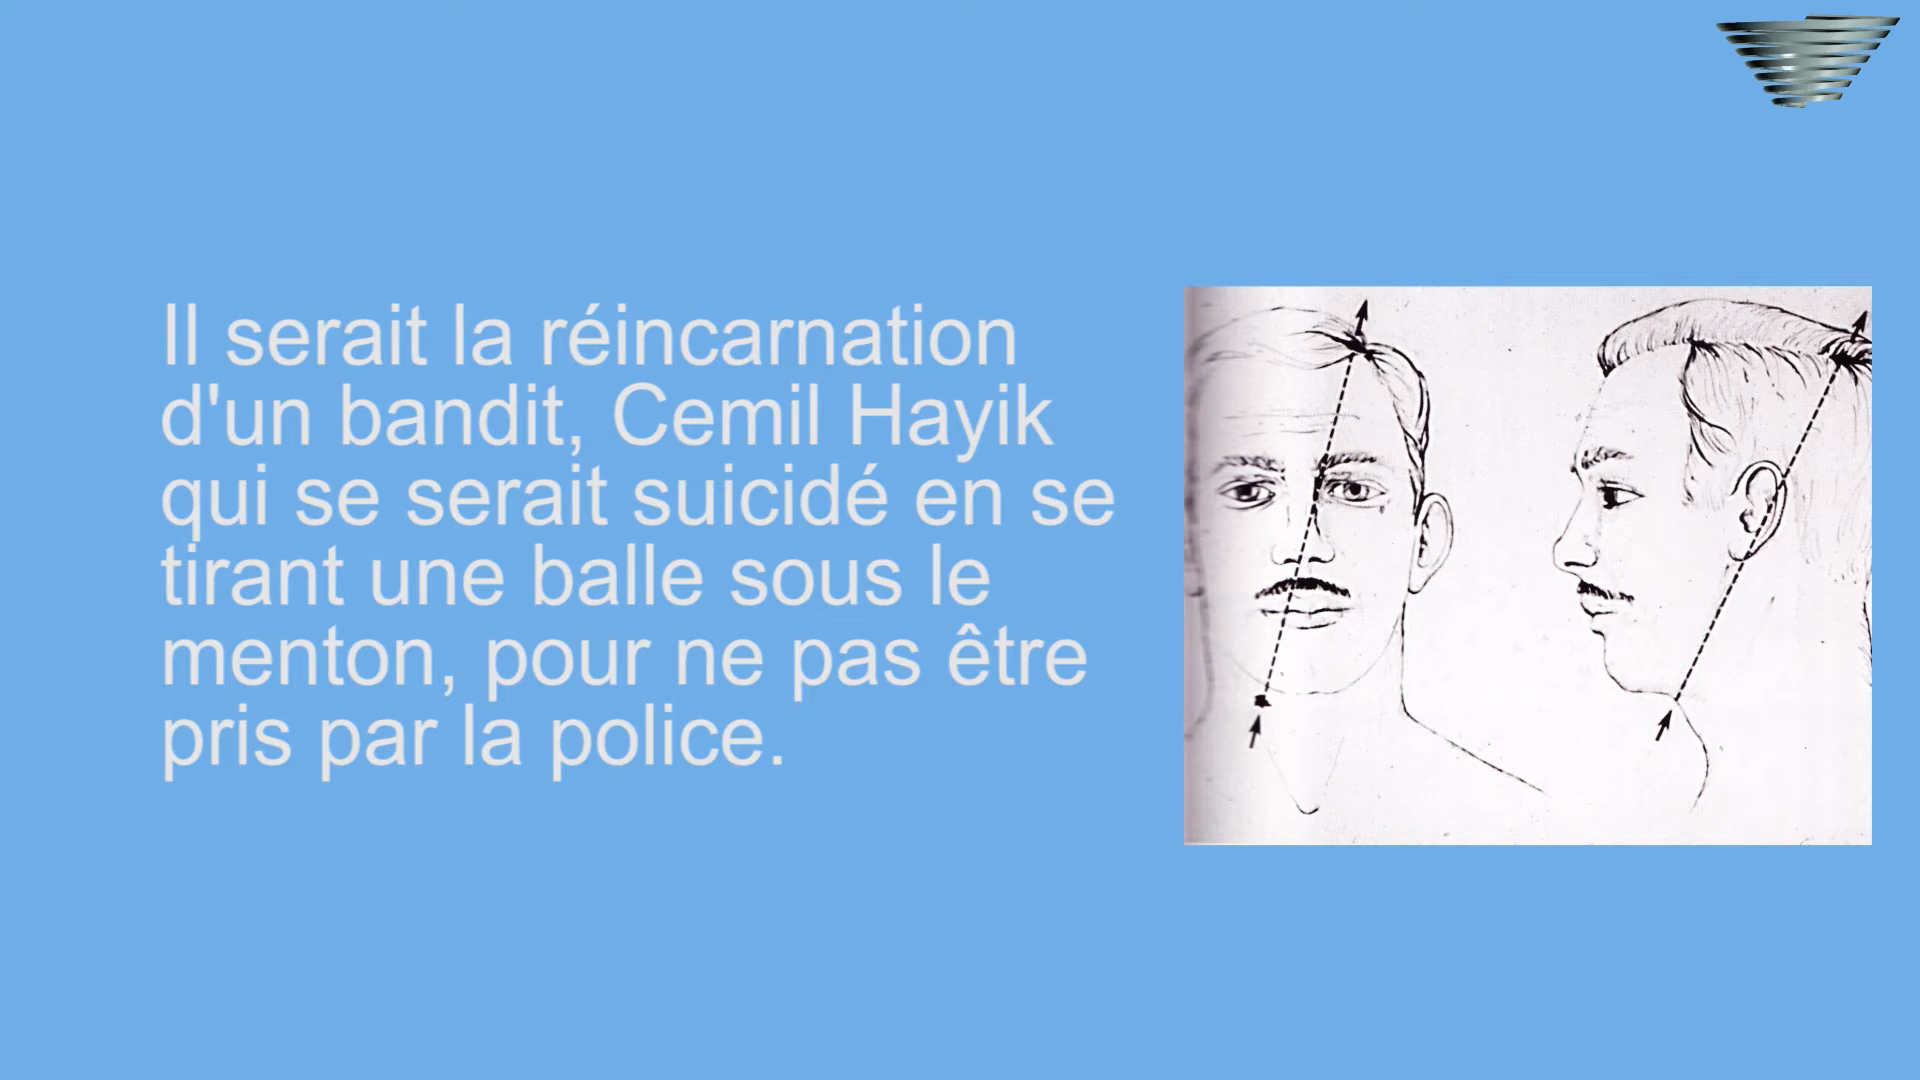 Il serait la réincarnation
d'un bandit, Cemil Hayik
qui se serait suicidé en se
tirant une balle sous le
menton, pour ne pas être
pris par la police.